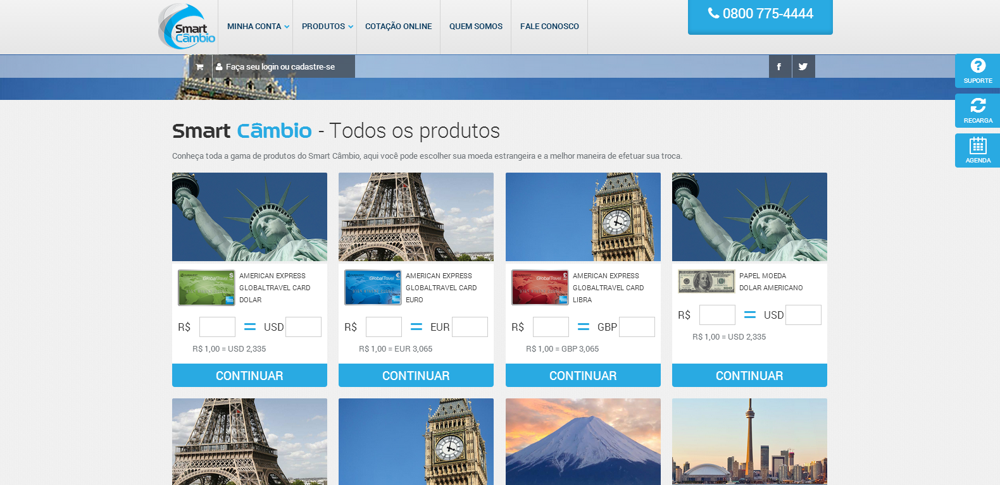 Smart
Câmbio
MINHA CONTA
PRODUTOS
COTAÇÃO ONLINE
QUEM SOMOS
FALE CONOSCO
0800 775-4444
Faça seu login ou cadastre-se
SUPORTE
RECARGA
AGENDA
Smart Câmbio - Todos os produtos
Conheça toda a gama de produtos do Smart Câmbio, aqui você pode escolher sua moeda estrangeira e a melhor maneira de efetuar sua troca.
GlobalTravel $
AMERICAN EXPRESS
GLOBALTRAVEL CARD
DOLAR
R$ = USD
R$ 1,00 = USD 2,335
CONTINUAR
GlobalTravel €
AMERICAN EXPRESS
GLOBALTRAVEL CARD
EURO
R$ = EUR
R$ 1,00 = EUR 3,065
CONTINUAR
GlobalTravel £
AMERICAN EXPRESS
GLOBALTRAVEL CARD
LIBRA
R$ = GBP
R$ 1,00 = GBP 3,065
CONTINUAR
PAPEL MOEDA
DOLAR AMERICANO
R$ = USD
R$ 1,00 = USD 2,335
CONTINUAR